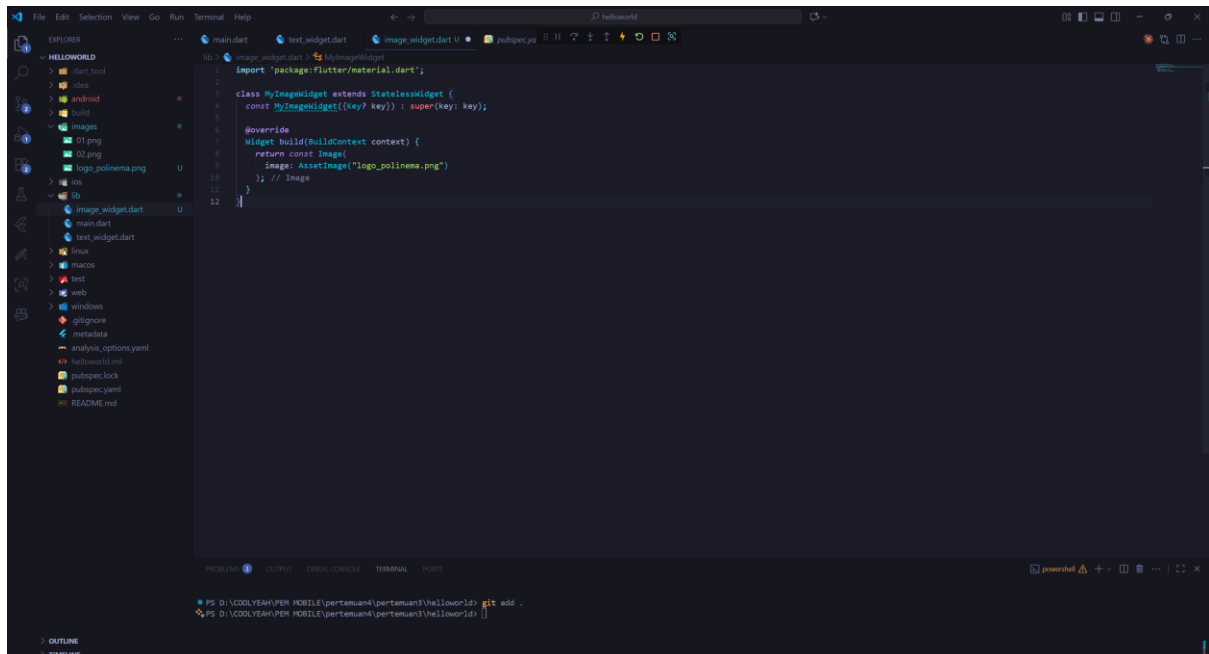 File Edit Selection View Go Run Terminal Help
helloworld
EXPLORER
HELLOWORLD
.dart_tool
.idea
android
build
images
01.png
02.png
logo_polinema.png U
ios
lib
image_widget.dart U
main.dart
text_widget.dart
linux
macos
test
web
windows
.gitignore
.metadata
analysis_options.yaml
helloworld.iml
pubspec.lock
pubspec.yaml
README.md
OUTLINE
main.dart text_widget.dart image_widget.dart U pubspec.ya
lib > image_widget.dart > MyImageWidget
1 import 'package:flutter/material.dart';
2
3 class MyImageWidget extends StatelessWidget {
4 const MyImageWidget({Key? key}) : super(key: key);
5
6 @override
7 Widget build(BuildContext context) {
8 return const Image(
9 image: AssetImage("logo_polinema.png")
10 ); // Image
11 }
12 }
PROBLEMS 3 OUTPUT DEBUG CONSOLE TERMINAL PORTS
powershell
PS D:\COOLYEAH\PEM MOBILE\pertemuan4\pertemuan3\helloworld> git add .
PS D:\COOLYEAH\PEM MOBILE\pertemuan4\pertemuan3\helloworld>